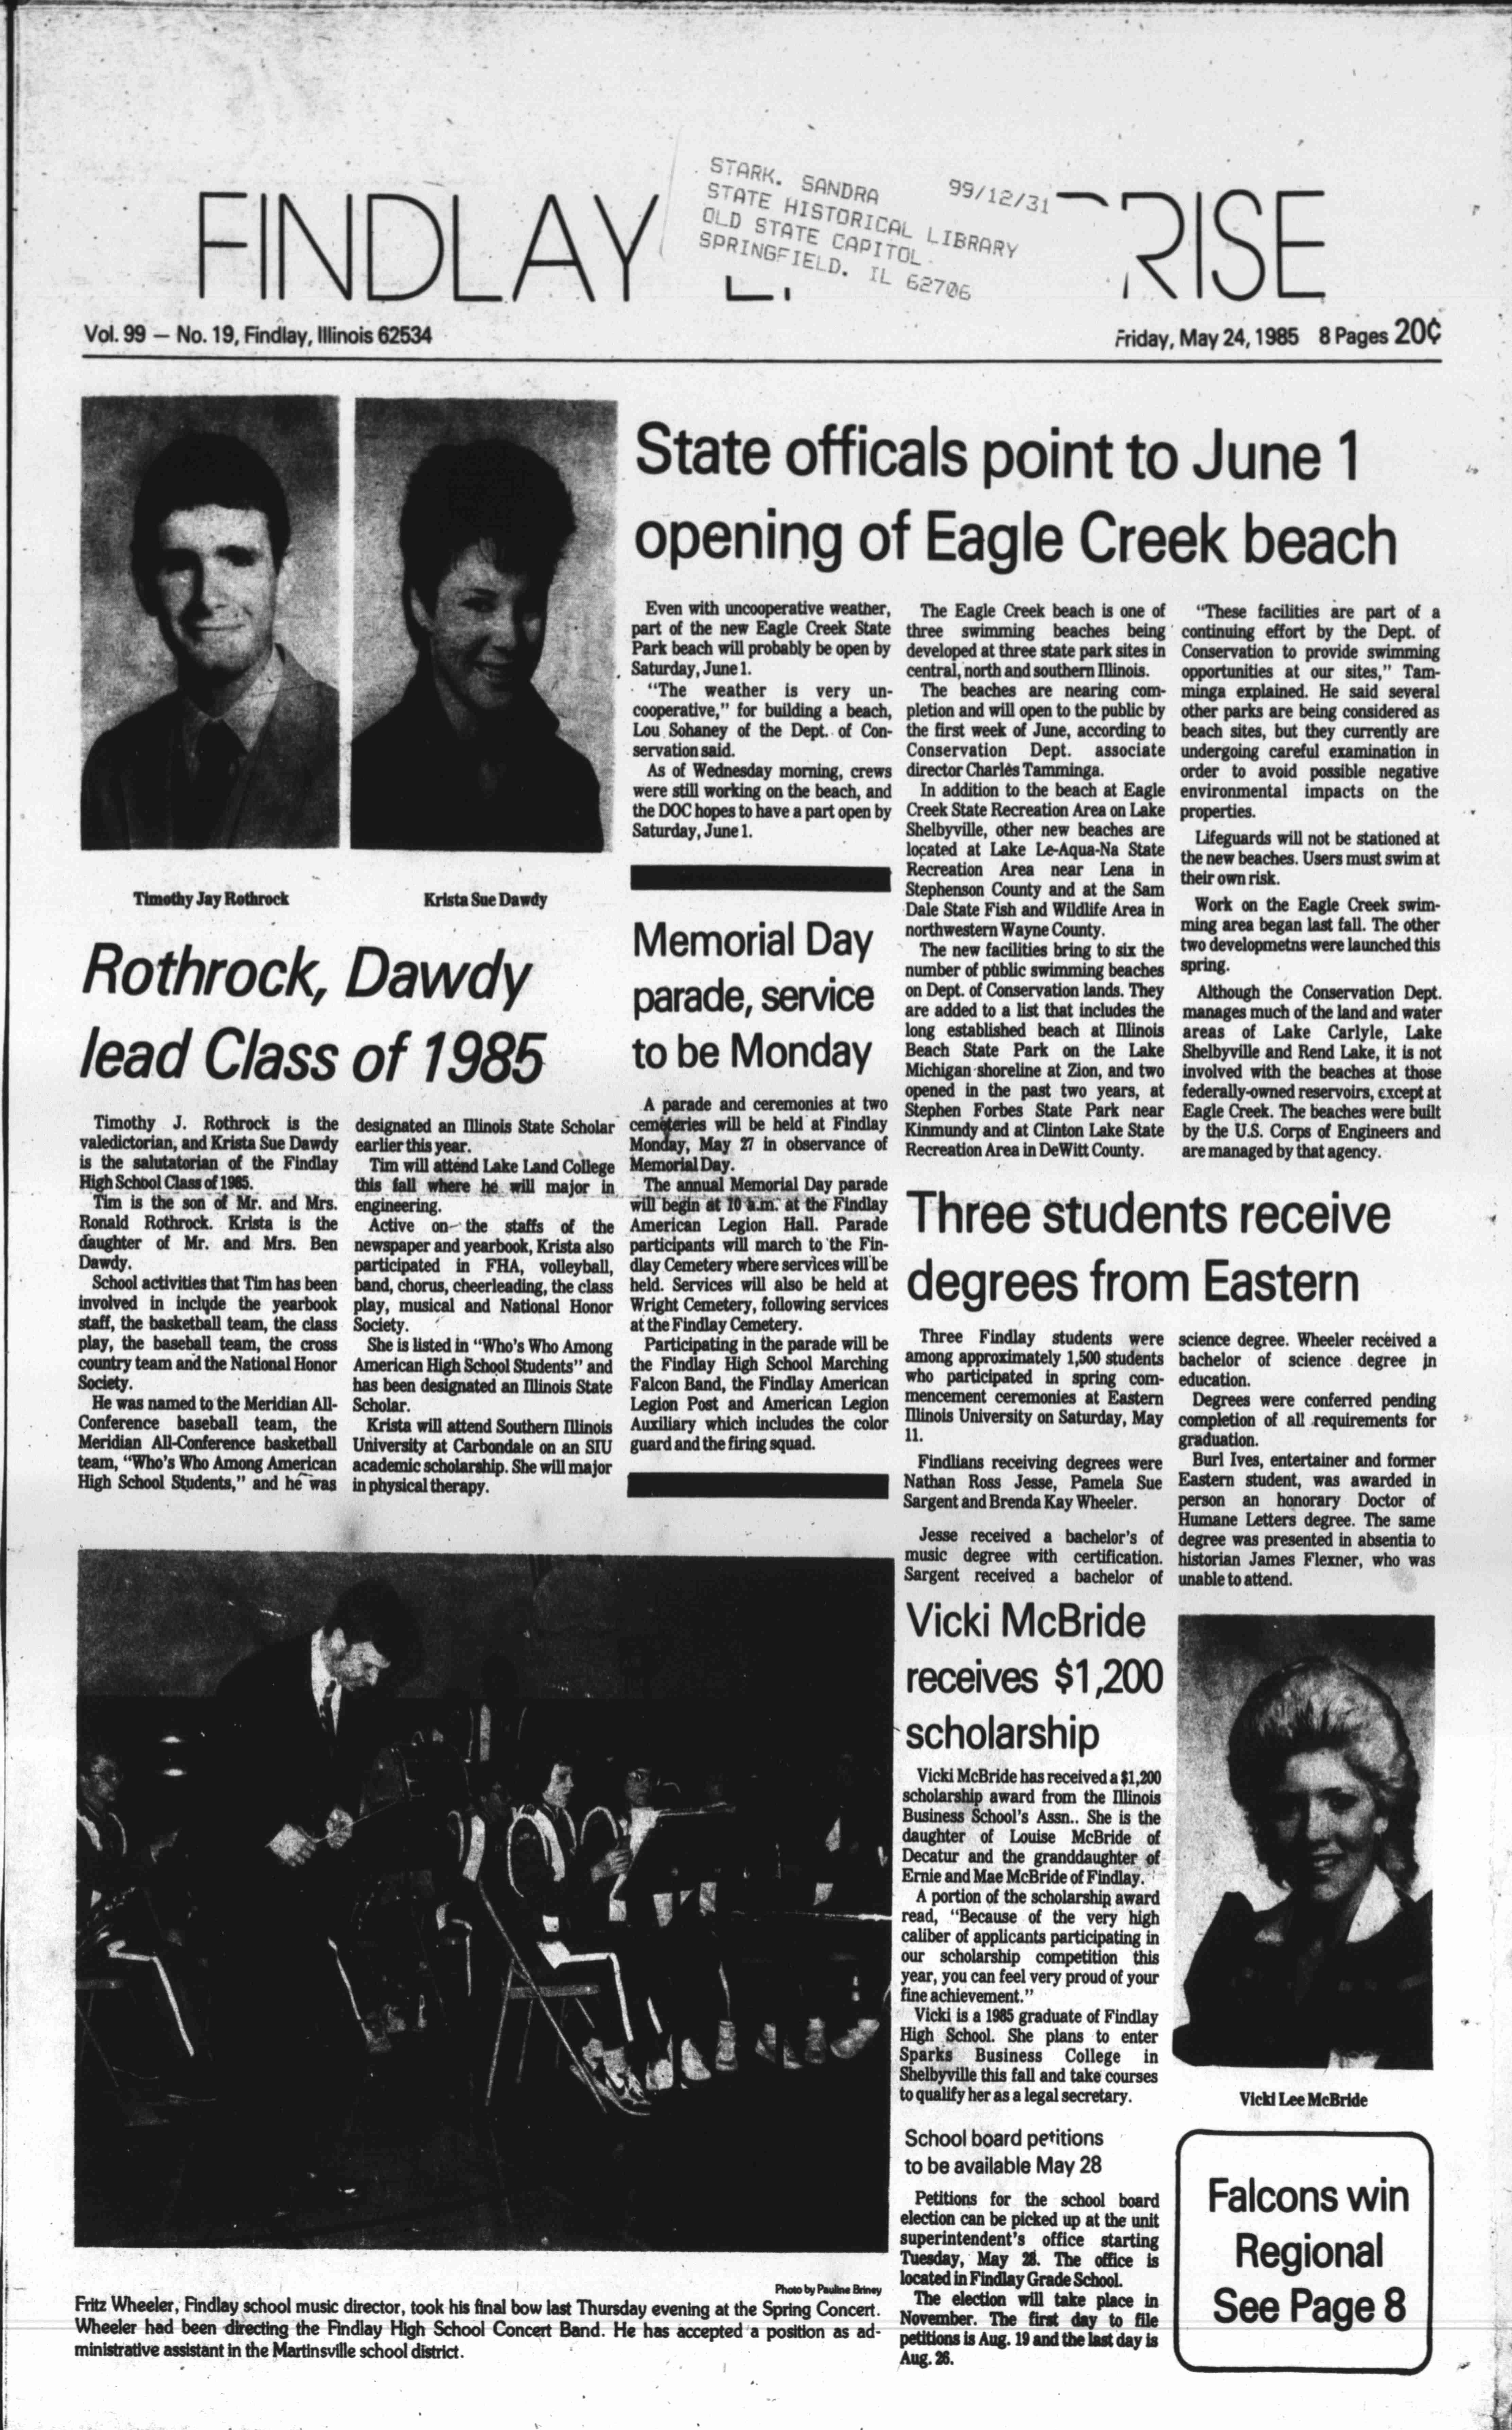 STARK. SANDRA 99/12/31
STATE HISTORICAL LIBRARY
OLD STATE CAPITOL
SPRINGFIELD. IL 62706
FINDLAY RISE
Vol. 99 — No. 19, Findlay, Illinois 62534
Friday, May 24, 1985 8 Pages 20¢
Timothy Jay Rothrock
Krista Sue Dawdy
Rothrock, Dawdy
lead Class of 1985
Timothy J. Rothrock is the
valedictorian, and Krista Sue Dawdy
is the salutatorian of the Findlay
High School Class of 1985.
Tim is the son of Mr. and Mrs.
Ronald Rothrock. Krista is the
daughter of Mr. and Mrs. Ben
Dawdy.
School activities that Tim has been
involved in include the yearbook
staff, the basketball team, the class
play, the baseball team, the cross
country team and the National Honor
Society.
He was named to the Meridian All-
Conference baseball team, the
Meridian All-Conference basketball
team, “Who's Who Among American
High School Students,” and he was
designated an Illinois State Scholar
earlier this year.
Tim will attend Lake Land College
this fall where he will major in
engineering.
Active on the staffs of the
newspaper and yearbook, Krista also
participated in FHA, volleyball,
band, chorus, cheerleading, the class
play, musical and National Honor
Society.
She is listed in “Who's Who Among
American High School Students” and
has been designated an Illinois State
Scholar.
Krista will attend Southern Illinois
University at Carbondale on an SIU
academic scholarship. She will major
in physical therapy.
State officals point to June 1
opening of Eagle Creek beach
Even with uncooperative weather,
part of the new Eagle Creek State
Park beach will probably be open by
Saturday, June 1.
“The weather is very un-
cooperative,” for building a beach,
Lou Sohaney of the Dept. of Con-
servation said.
As of Wednesday morning, crews
were still working on the beach, and
the DOC hopes to have a part open by
Saturday, June 1.
The Eagle Creek beach is one of
three swimming beaches being
developed at three state park sites in
central, north and southern Illinois.
The beaches are nearing com-
pletion and will open to the public by
the first week of June, according to
Conservation Dept. associate
director Charles Tamminga.
In addition to the beach at Eagle
Creek State Recreation Area on Lake
Shelbyville, other new beaches are
located at Lake Le-Aqua-Na State
Recreation Area near Lena in
Stephenson County and at the Sam
Dale State Fish and Wildlife Area in
northwestern Wayne County.
The new facilities bring to six the
number of public swimming beaches
on Dept. of Conservation lands. They
are added to a list that includes the
long established beach at Illinois
Beach State Park on the Lake
Michigan shoreline at Zion, and two
opened in the past two years, at
Stephen Forbes State Park near
Kinmundy and at Clinton Lake State
Recreation Area in DeWitt County.
“These facilities are part of a
continuing effort by the Dept. of
Conservation to provide swimming
opportunities at our sites,” Tam-
minga explained. He said several
other parks are being considered as
beach sites, but they currently are
undergoing careful examination in
order to avoid possible negative
environmental impacts on the
properties.
Lifeguards will not be stationed at
the new beaches. Users must swim at
their own risk.
Work on the Eagle Creek swim-
ming area began last fall. The other
two developmetns were launched this
spring.
Although the Conservation Dept.
manages much of the land and water
areas of Lake Carlyle, Lake
Shelbyville and Rend Lake, it is not
involved with the beaches at those
federally-owned reservoirs, except at
Eagle Creek. The beaches were built
by the U.S. Corps of Engineers and
are managed by that agency.
Memorial Day
parade, service
to be Monday
A parade and ceremonies at two
cemeteries will be held at Findlay
Monday, May 27 in observance of
Memorial Day.
The annual Memorial Day parade
will begin at 10 a.m. at the Findlay
American Legion Hall. Parade
participants will march to the Fin-
dlay Cemetery where services will be
held. Services will also be held at
Wright Cemetery, following services
at the Findlay Cemetery.
Participating in the parade will be
the Findlay High School Marching
Falcon Band, the Findlay American
Legion Post and American Legion
Auxiliary which includes the color
guard and the firing squad.
Three students receive
degrees from Eastern
Three Findlay students were
among approximately 1,500 students
who participated in spring com-
mencement ceremonies at Eastern
Illinois University on Saturday, May
11.
Findlians receiving degrees were
Nathan Ross Jesse, Pamela Sue
Sargent and Brenda Kay Wheeler.
Jesse received a bachelor's of
music degree with certification.
Sargent received a bachelor of
science degree. Wheeler received a
bachelor of science degree in
education.
Degrees were conferred pending
completion of all requirements for
graduation.
Burl Ives, entertainer and former
Eastern student, was awarded in
person an honorary Doctor of
Humane Letters degree. The same
degree was presented in absentia to
historian James Flexner, who was
unable to attend.
Vicki McBride
receives $1,200
scholarship
Vicki McBride has received a $1,200
scholarship award from the Illinois
Business School's Assn.. She is the
daughter of Louise McBride of
Decatur and the granddaughter of
Ernie and Mae McBride of Findlay.
A portion of the scholarship award
read, “Because of the very high
caliber of applicants participating in
our scholarship competition this
year, you can feel very proud of your
fine achievement.”
Vicki is a 1985 graduate of Findlay
High School. She plans to enter
Sparks Business College in
Shelbyville this fall and take courses
to qualify her as a legal secretary.
Vicki Lee McBride
School board petitions
to be available May 28
Petitions for the school board
election can be picked up at the unit
superintendent's office starting
Tuesday, May 28. The office is
located in Findlay Grade School.
The election will take place in
November. The first day to file
petitions is Aug. 19 and the last day is
Aug. 26.
Falcons win
Regional
See Page 8
Photo by Pauline Briney
Fritz Wheeler, Findlay school music director, took his final bow last Thursday evening at the Spring Concert.
Wheeler had been directing the Findlay High School Concert Band. He has accepted a position as ad-
ministrative assistant in the Martinsville school district.